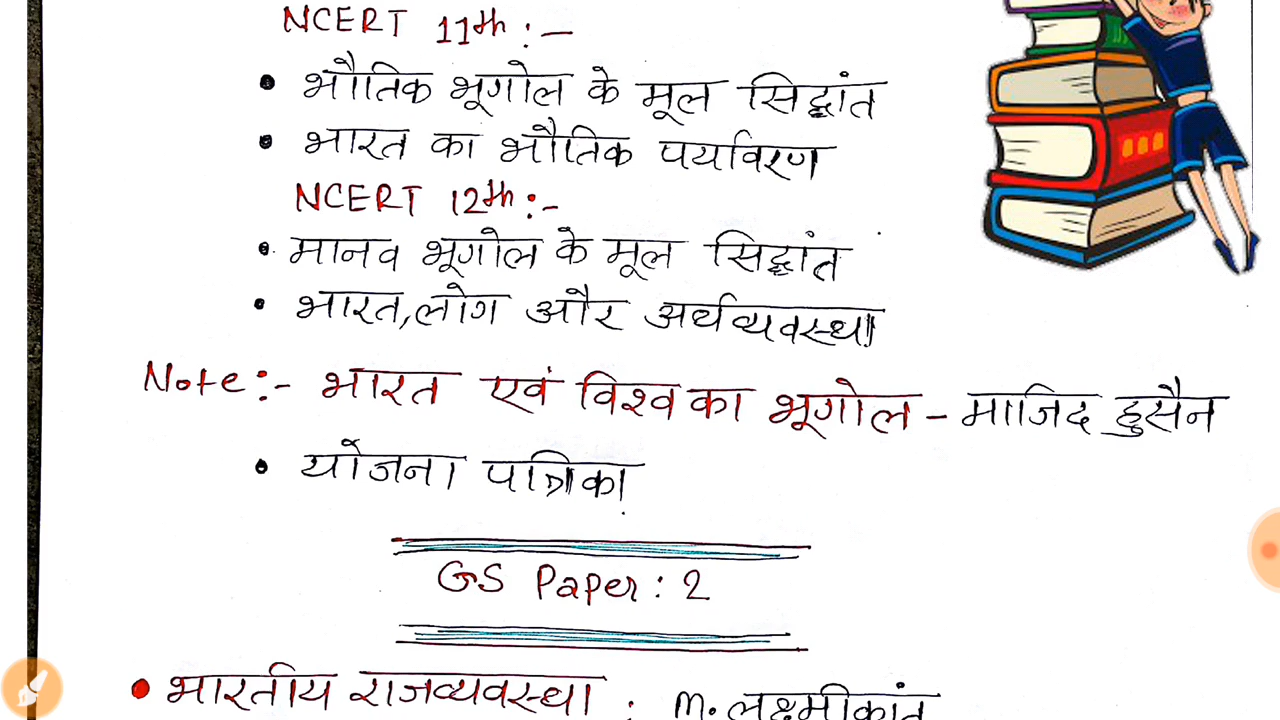 NCERT 11th :-
• भौतिक भूगोल के मूल सिद्धांत
• भारत का भौतिक पर्यावरण
NCERT 12th :-
• मानव भूगोल के मूल सिद्धांत
• भारत, लोग और अर्थव्यवस्था
Note :- भारत एवं विश्व का भूगोल - माजिद हुसैन
• योजना पत्रिका
GS Paper : 2
• भारतीय राजव्यवस्था : M. लक्ष्मीकांत